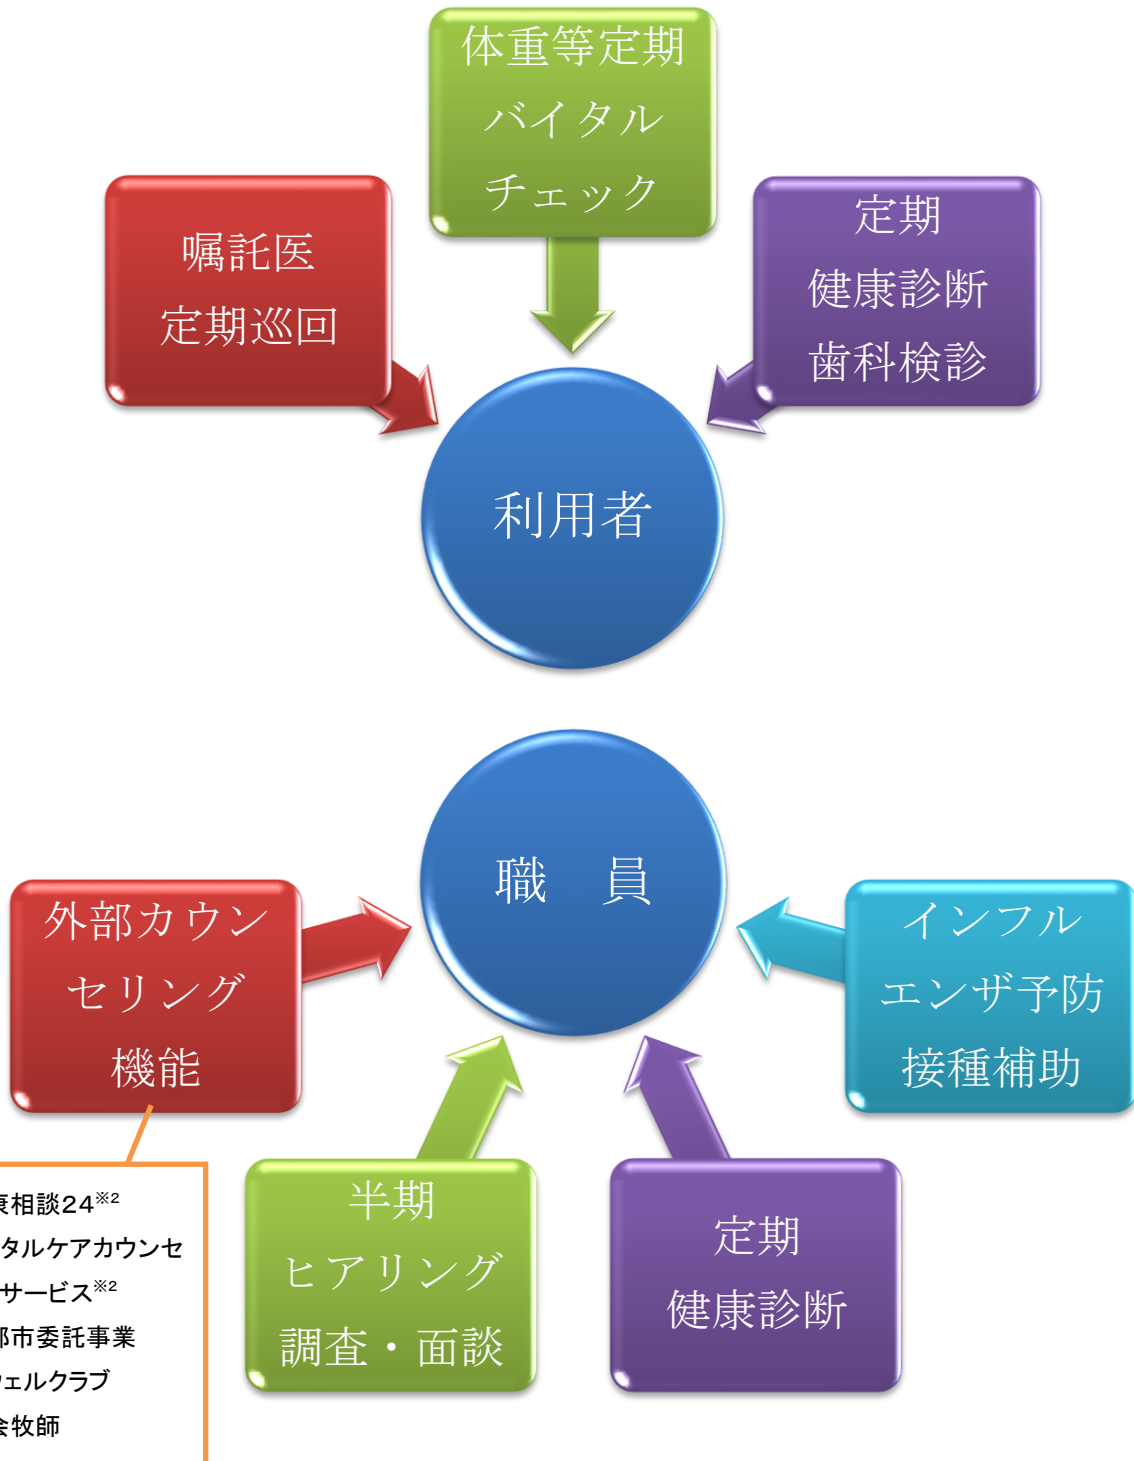 体重等定期
バイタル
チェック
嘱託医
定期巡回
定期
健康診断
歯科検診
利用者
職 員
外部カウン
セリング
機能
インフル
エンザ予防
接種補助
半期
ヒアリング
調査・面談
定期
健康診断
相談24※2
タルケアカウンセ
サービス※2
市委託事業
ウェルクラブ
牧師